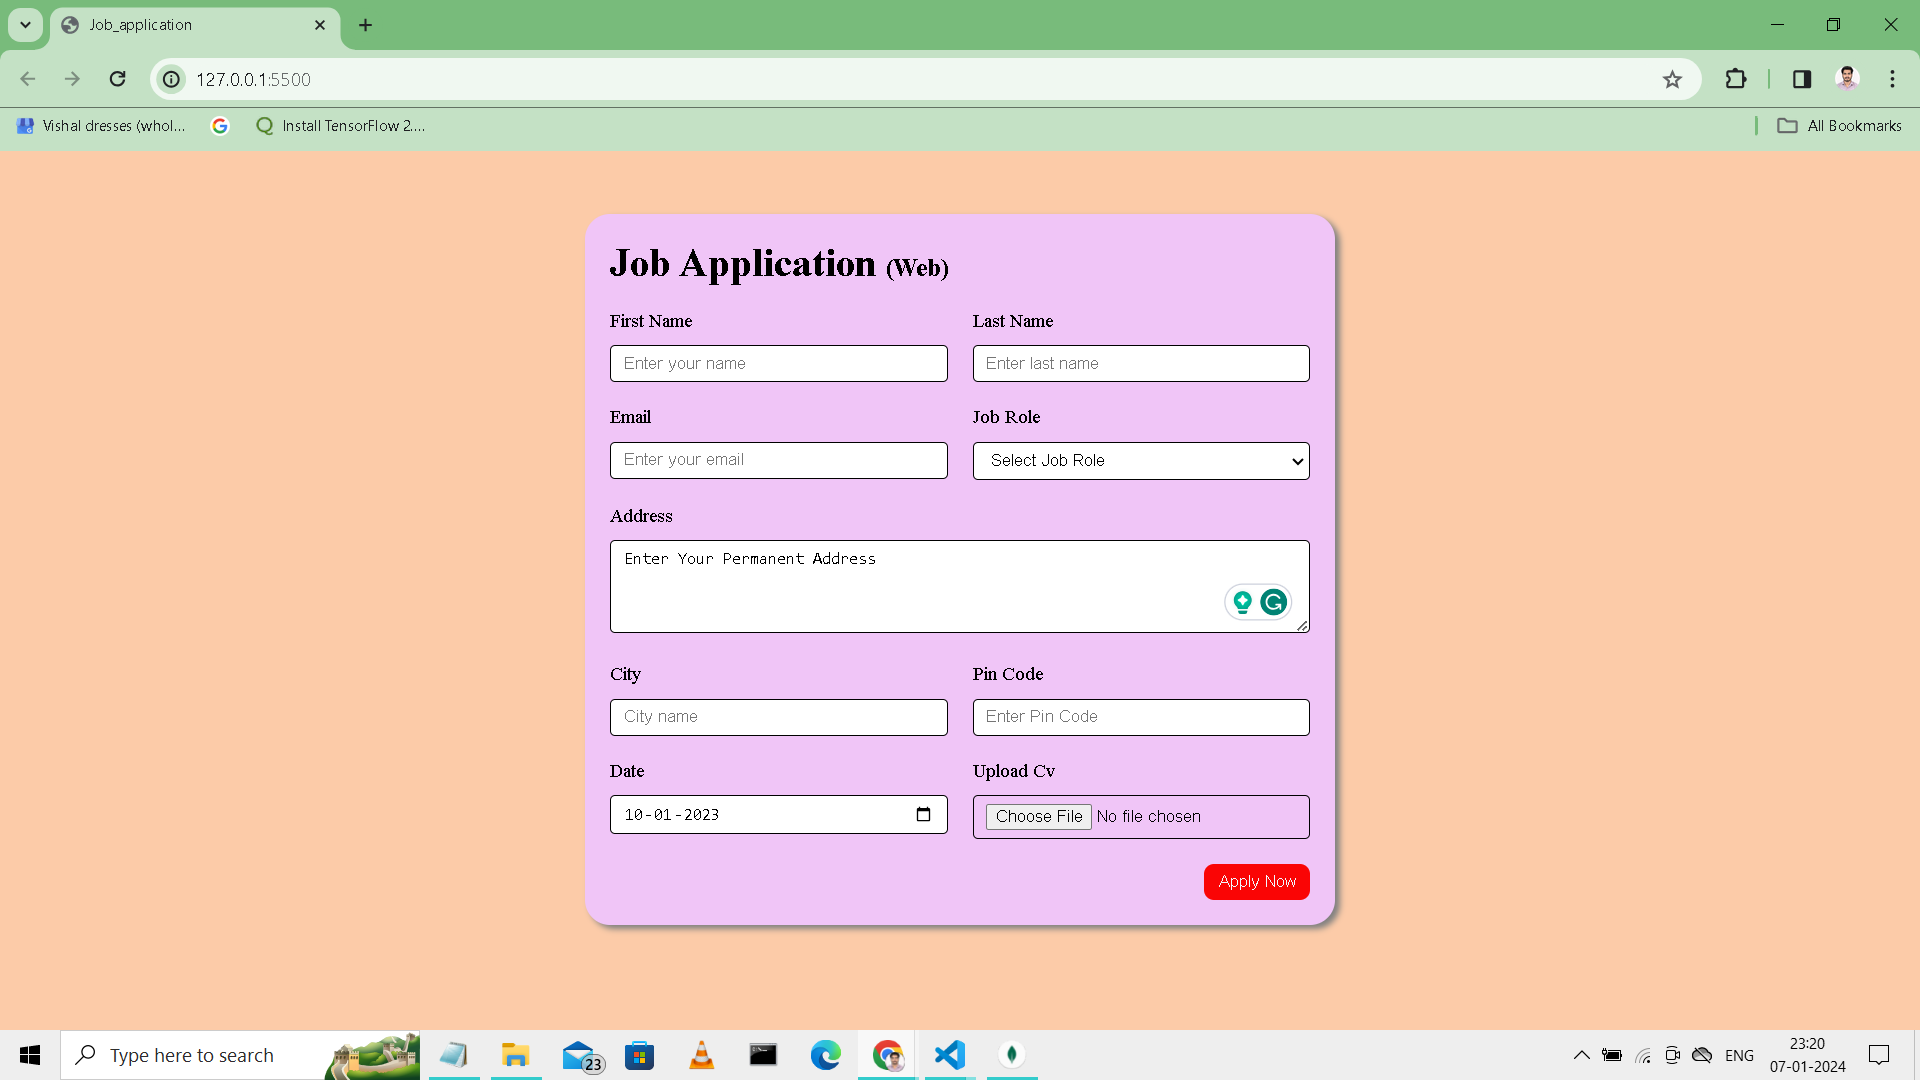 Job_application
127.0.0.1:5500
Vishal dresses (whol...
Install TensorFlow 2....
All Bookmarks
Job Application (Web)
First Name
Last Name
Enter your name
Enter last name
Email
Job Role
Enter your email
Select Job Role
Address
Enter Your Permanent Address
City
Pin Code
City name
Enter Pin Code
Date
Upload Cv
10-01-2023
Choose File No file chosen
Apply Now
Type here to search
23
ENG
23:20
07-01-2024